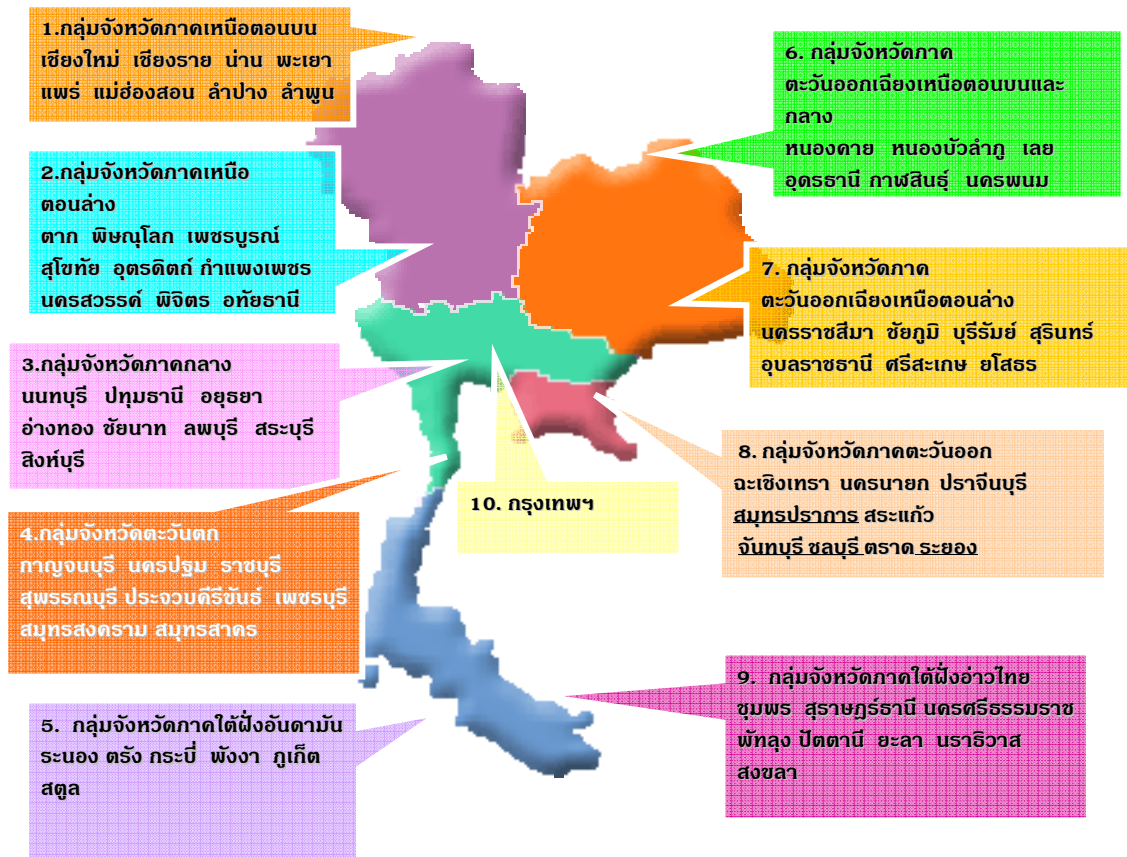 1.กลุ่มจังหวัดภาคเหนือตอนบน
เชียงใหม่ เชียงราย น่าน พะเยา
แพร่ แม่ฮ่องสอน ลำปาง ลำพูน
2.กลุ่มจังหวัดภาคเหนือ
ตอนล่าง
ตาก พิษณุโลก เพชรบูรณ์
สุโขทัย อุตรดิตถ์ กำแพงเพชร
นครสวรรค์ พิจิตร อทัยธานี
3.กลุ่มจังหวัดภาคกลาง
นนทบุรี ปทุมธานี อยุธยา
อ่างทอง ชัยนาท ลพบุรี สระบุรี
สิงห์บุรี
4.กลุ่มจังหวัดตะวันตก
กาญจนบุรี นครปฐม ราชบุรี
สุพรรณบุรี ประจวบคีรีขันธ์ เพชรบุรี
สมุทรสงคราม สมุทรสาคร
5. กลุ่มจังหวัดภาคใต้ฝั่งอันดามัน
ระนอง ตรัง กระบี่ พังงา ภูเก็ต
สตูล
6. กลุ่มจังหวัดภาค
ตะวันออกเฉียงเหนือตอนบนและ
กลาง
หนองคาย หนองบัวลำภู เลย
อุดรธานี กาฬสินธุ์ นครพนม
7. กลุ่มจังหวัดภาค
ตะวันออกเฉียงเหนือตอนล่าง
นครราชสีมา ชัยภูมิ บุรีรัมย์ สุรินทร์
อุบลราชธานี ศรีสะเกษ ยโสธร
8. กลุ่มจังหวัดภาคตะวันออก
ฉะเชิงเทรา นครนายก ปราจีนบุรี
สมุทรปราการ สระแก้ว
จันทบุรี ชลบุรี ตราด ระยอง
9. กลุ่มจังหวัดภาคใต้ฝั่งอ่าวไทย
ชุมพร สุราษฎร์ธานี นครศรีธรรมราช
พัทลุง ปัตตานี ยะลา นราธิวาส
สงขลา
10. กรุงเทพฯ